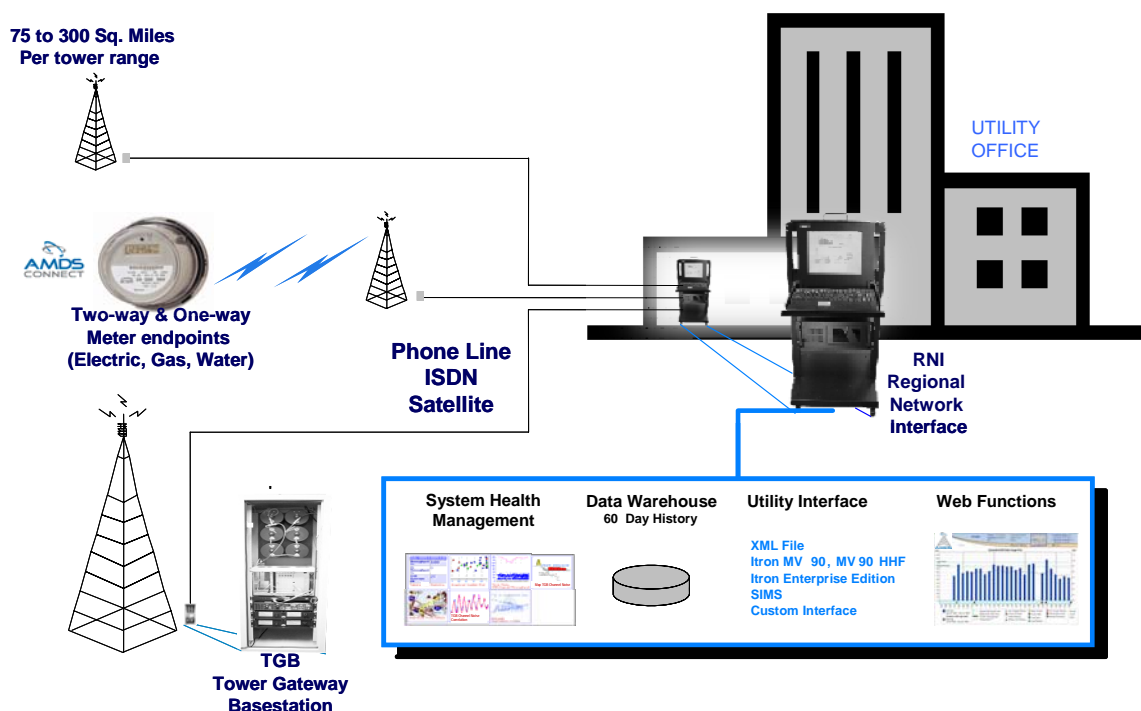 75 to 300 Sq. Miles
Per tower range
UTILITY
OFFICE
AMDS
CONNECT
Two-way & One-way
Meter endpoints
(Electric, Gas, Water)
Phone Line
ISDN
Satellite
RNI
Regional
Network
Interface
System Health
Management
Data Warehouse
60 Day History
Utility Interface
XML File
Itron MV 90, MV 90 HHF
Itron Enterprise Edition
SIMS
Custom Interface
Web Functions
TGB
Tower Gateway
Basestation